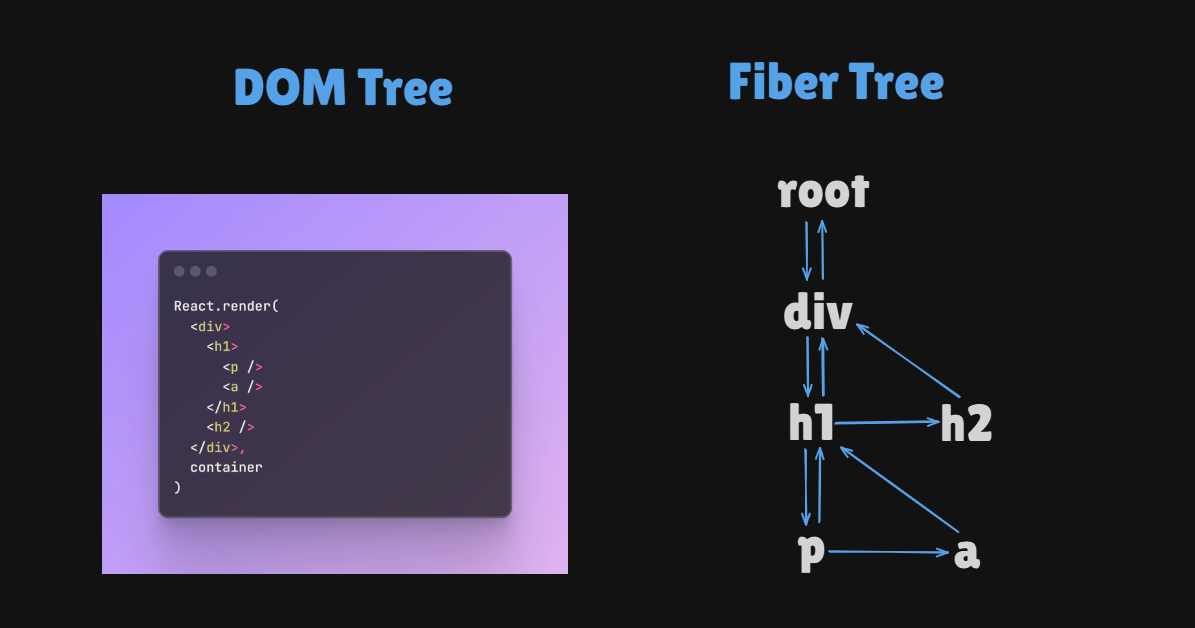 DOM Tree
React.render(
  <div>
    <h1>
      <p />
      <a />
    </h1>
    <h2 />
  </div>,
  container
)
Fiber Tree
root
div
h1 h2
p a